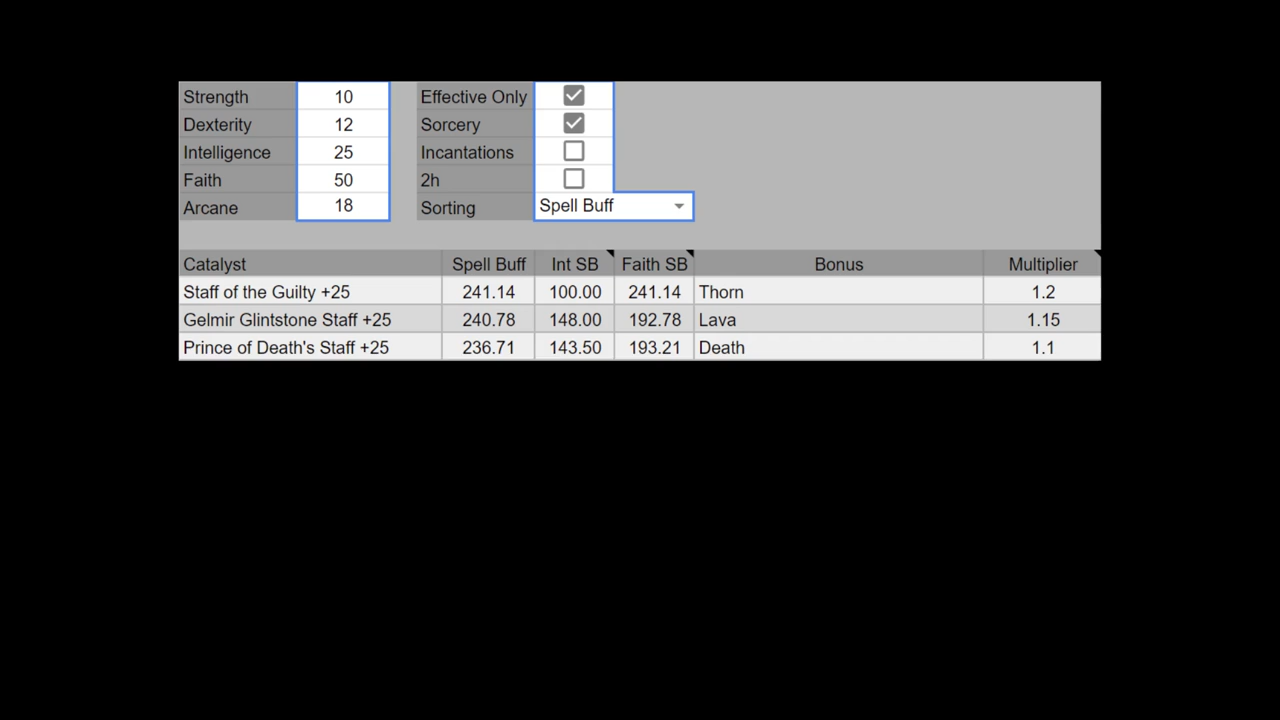 Strength 10 Effective Only
Dexterity 12 Sorcery
Intelligence 25 Incantations
Faith 50 2h
Arcane 18 Sorting Spell Buff
Catalyst Spell Buff Int SB Faith SB Bonus Multiplier
Staff of the Guilty +25 241.14 100.00 241.14 Thorn 1.2
Gelmir Glintstone Staff +25 240.78 148.00 192.78 Lava 1.15
Prince of Death's Staff +25 236.71 143.50 193.21 Death 1.1